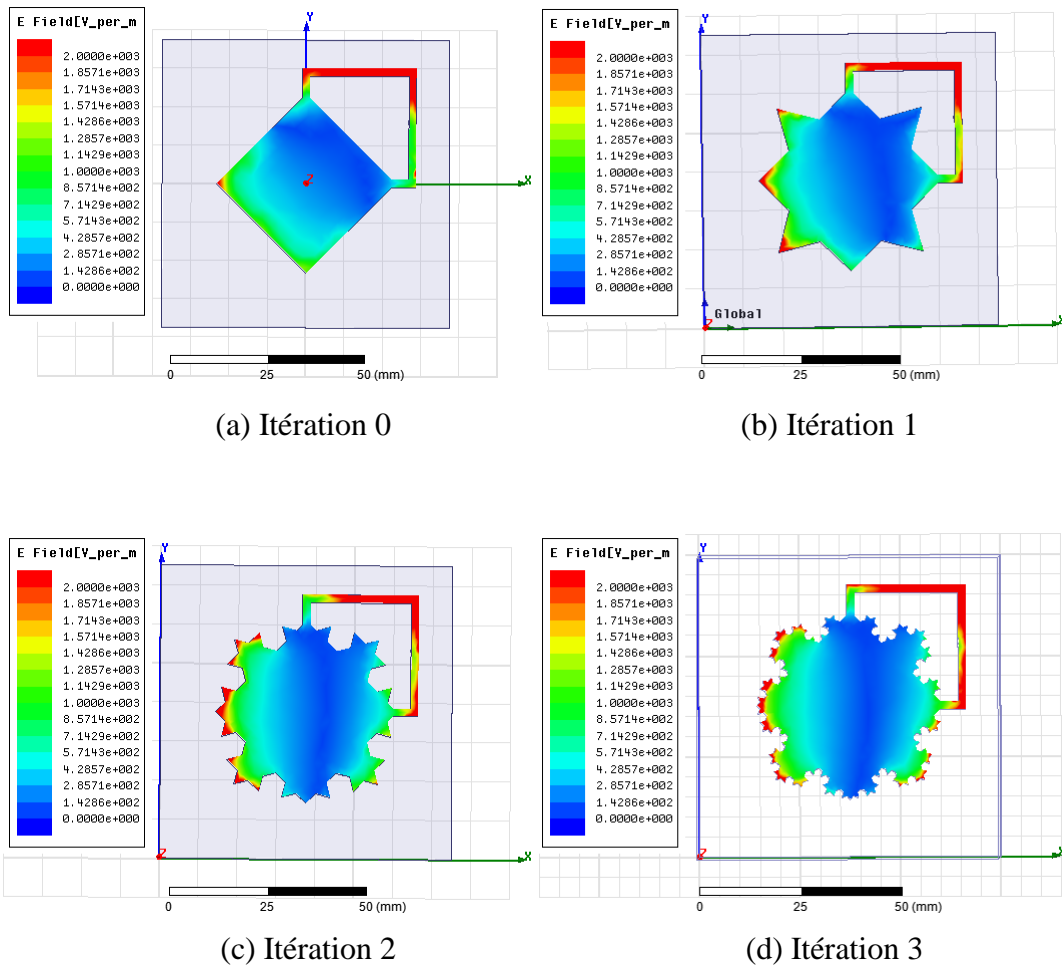 E Field[V_per_m
2.0000e+003
1.8571e+003
1.7143e+003
1.5714e+003
1.4286e+003
1.2857e+003
1.1429e+003
1.0000e+003
8.5714e+002
7.1429e+002
5.7143e+002
4.2857e+002
2.8571e+002
1.4286e+002
0.0000e+000
Y
Z
X
0 25 50 (mm)
(a) Itération 0
E Field[V_per_m
2.0000e+003
1.8571e+003
1.7143e+003
1.5714e+003
1.4286e+003
1.2857e+003
1.1429e+003
1.0000e+003
8.5714e+002
7.1429e+002
5.7143e+002
4.2857e+002
2.8571e+002
1.4286e+002
0.0000e+000
Y
Global
Z
0 25 50 (mm)
(b) Itération 1
E Field[V_per_m
2.0000e+003
1.8571e+003
1.7143e+003
1.5714e+003
1.4286e+003
1.2857e+003
1.1429e+003
1.0000e+003
8.5714e+002
7.1429e+002
5.7143e+002
4.2857e+002
2.8571e+002
1.4286e+002
0.0000e+000
Y
Z
X
0 25 50 (mm)
(c) Itération 2
E Field[V_per_m
2.0000e+003
1.8571e+003
1.7143e+003
1.5714e+003
1.4286e+003
1.2857e+003
1.1429e+003
1.0000e+003
8.5714e+002
7.1429e+002
5.7143e+002
4.2857e+002
2.8571e+002
1.4286e+002
0.0000e+000
Y
Z
0 25 50 (mm)
(d) Itération 3